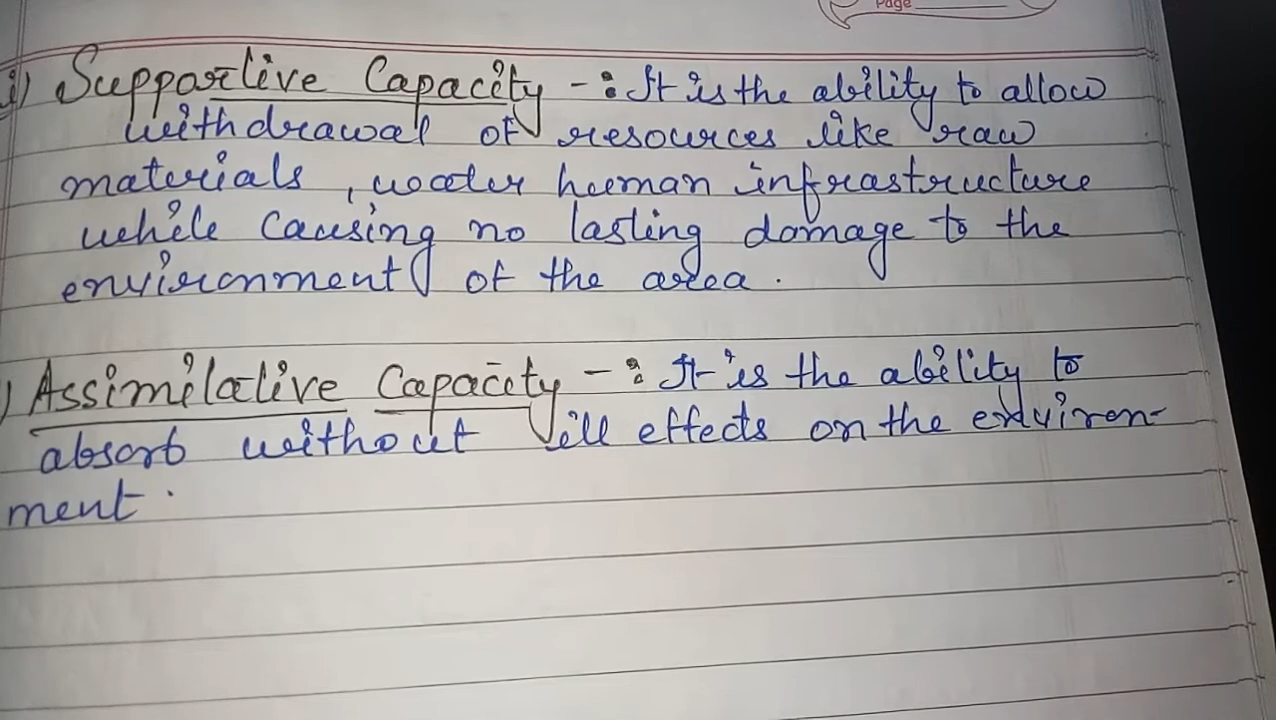 Page
i) Supportive Capacity -: It is the ability to allow
withdrawal of resources like raw
materials, water human infrastructure
while causing no lasting damage to the
environment of the area.
) Assimilative Capacity -: It is the ability to
absorb without ill effects on the environ-
ment.